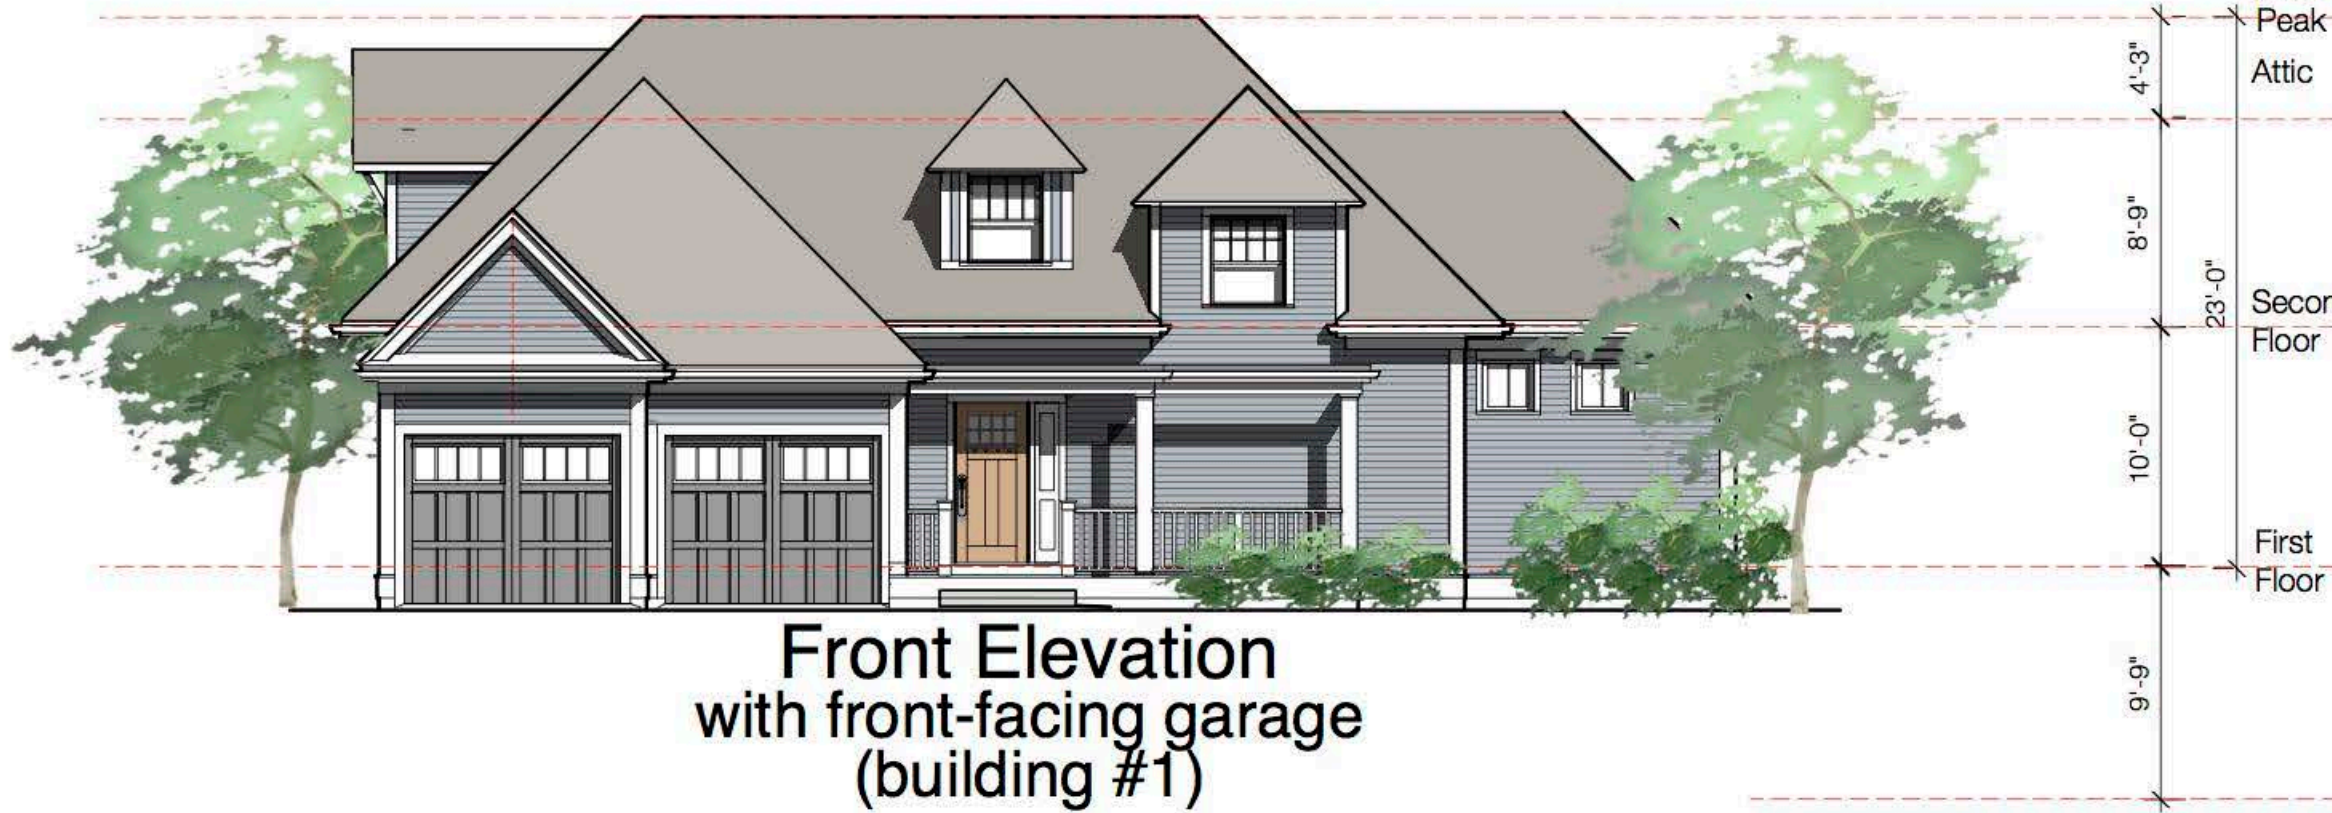 Peak
4'-3"
Attic
8'-9"
23'-0"
Secon
Floor
10'-0"
First
Floor
9'-9"
Front Elevation
with front-facing garage
(building #1)